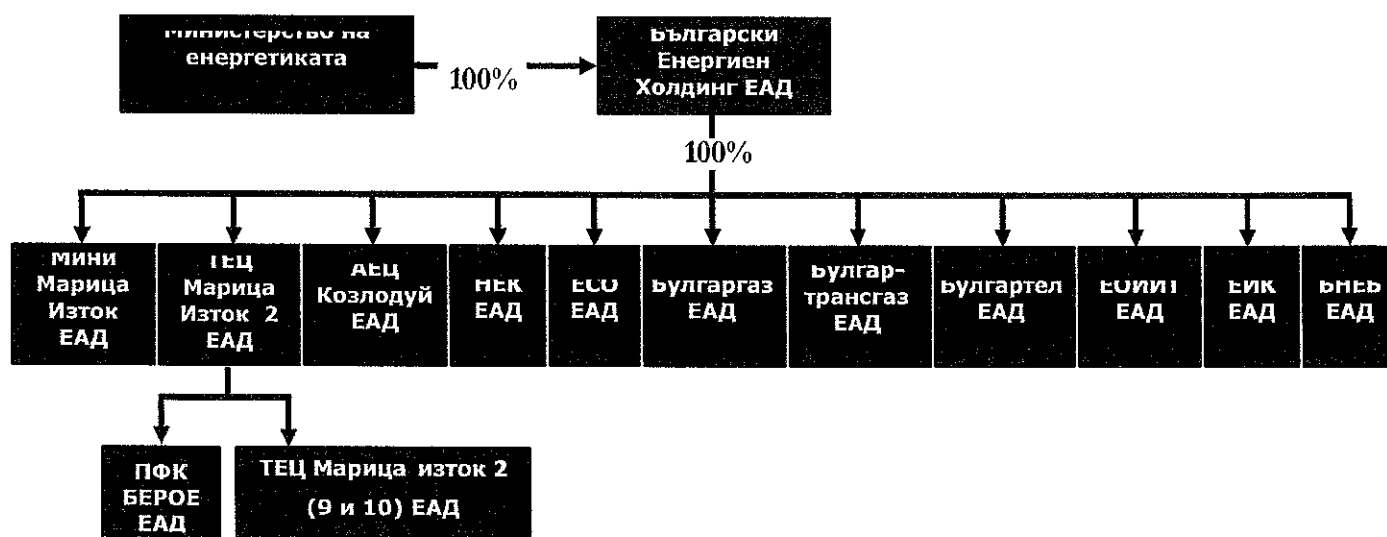 Министерство на
енергетиката
100%
Български
Енергиен
Холдинг ЕАД
100%
Мини
Марица
Изток
ЕАД
ТЕЦ
Марица
Изток 2
ЕАД
АЕЦ
Козлодуй
ЕАД
НЕК
ЕАД
ЕСО
ЕАД
Булгаргаз
ЕАД
Булгар-
трансгаз
ЕАД
Булгартел
ЕАД
ЕОИИТ
ЕАД
ЕИК
ЕАД
БНЕБ
ЕАД
ПФК
БЕРОЕ
ЕАД
ТЕЦ Марица изток 2
(9 и 10) ЕАД